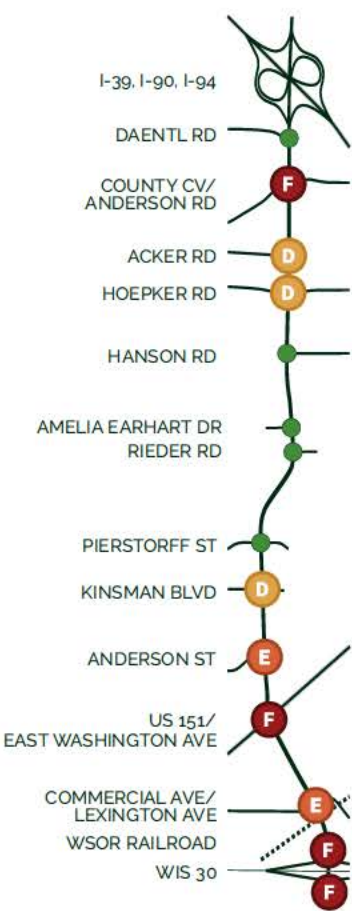 I-39, I-90, I-94
DAENTL RD
F
COUNTY CV/
ANDERSON RD
ACKER RD
D
HOEPKER RD
D
HANSON RD
AMELIA EARHART DR
RIEDER RD
PIERSTORFF ST
KINSMAN BLVD
D
ANDERSON ST
E
US 151/
EAST WASHINGTON AVE
F
COMMERCIAL AVE/
LEXINGTON AVE
E
WSOR RAILROAD
F
WIS 30
F